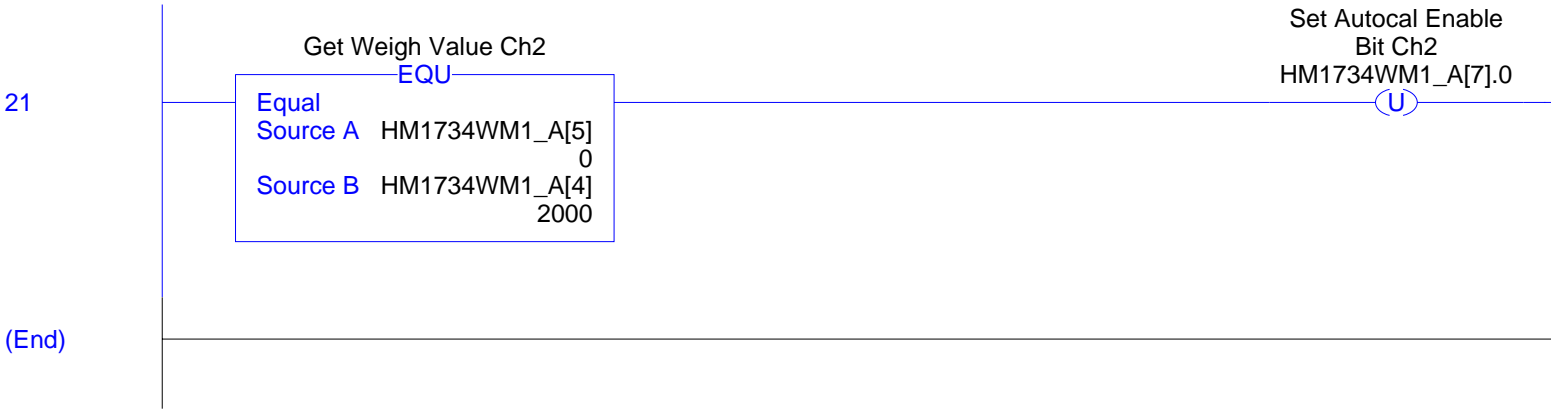 Set Autocal Enable
Bit Ch2
HM1734WM1_A[7].0
Get Weigh Value Ch2
EQU
21
U
Equal
Source A HM1734WM1_A[5]
0
Source B HM1734WM1_A[4]
2000
(End)